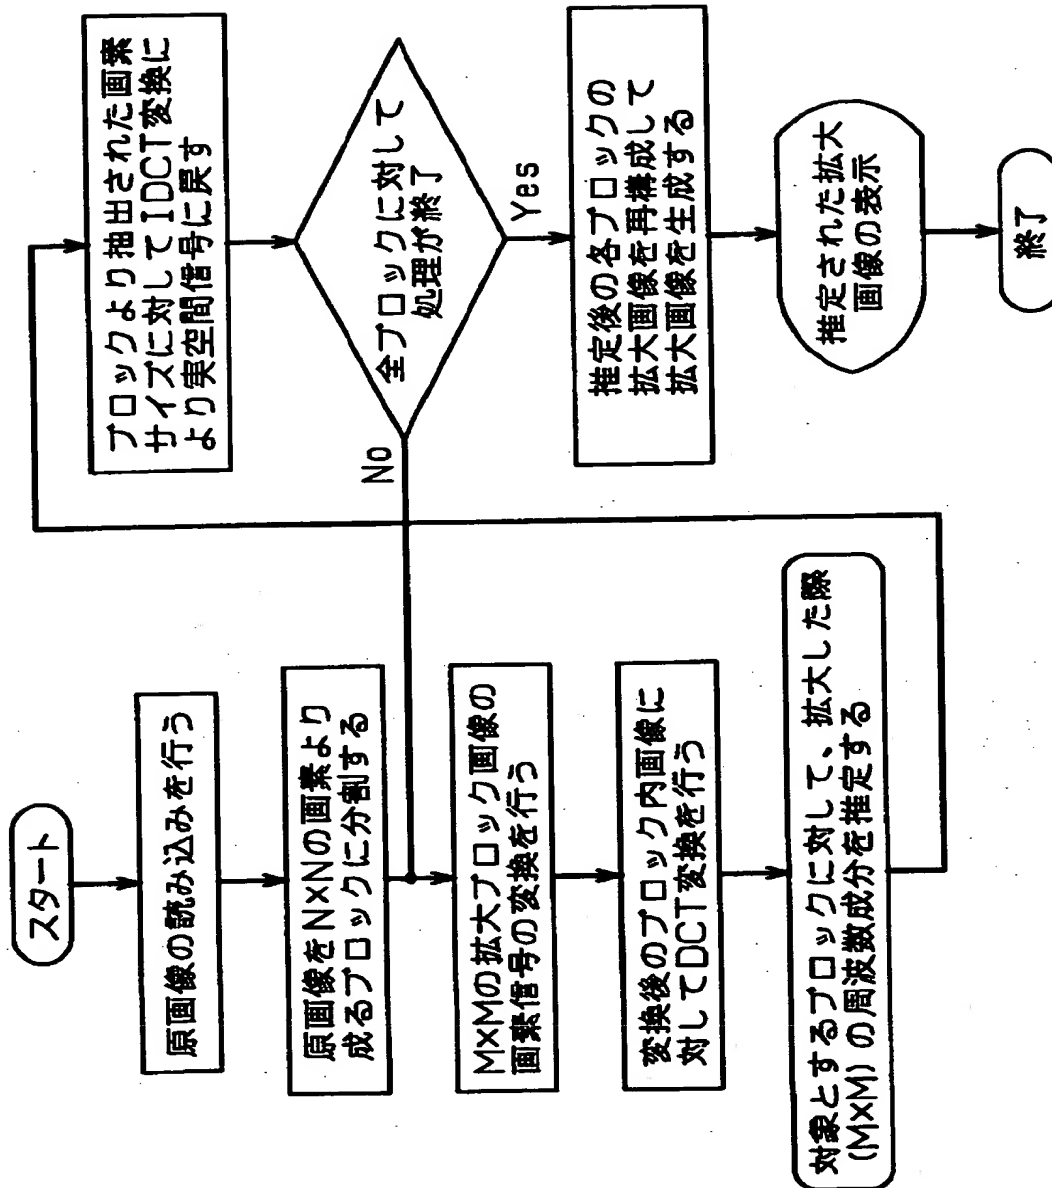 スタート
原画像の読み込みを行う
原画像をN×Nの画素より
成るブロックに分割する
M×Mの拡大ブロック画像の
画素信号の変換を行う
変換後のブロック内画像に
対してDCT変換を行う
対象とするブロックに対して、拡大した際
(M×M)の周波数成分を推定する
ブロックより抽出された画素
サイズに対してIDCT変換に
より実空間信号に戻す
全ブロックに対して
処理が終了
No
Yes
推定後の各ブロックの
拡大画像を再構成して
拡大画像を生成する
推定された拡大
画像の表示
終了